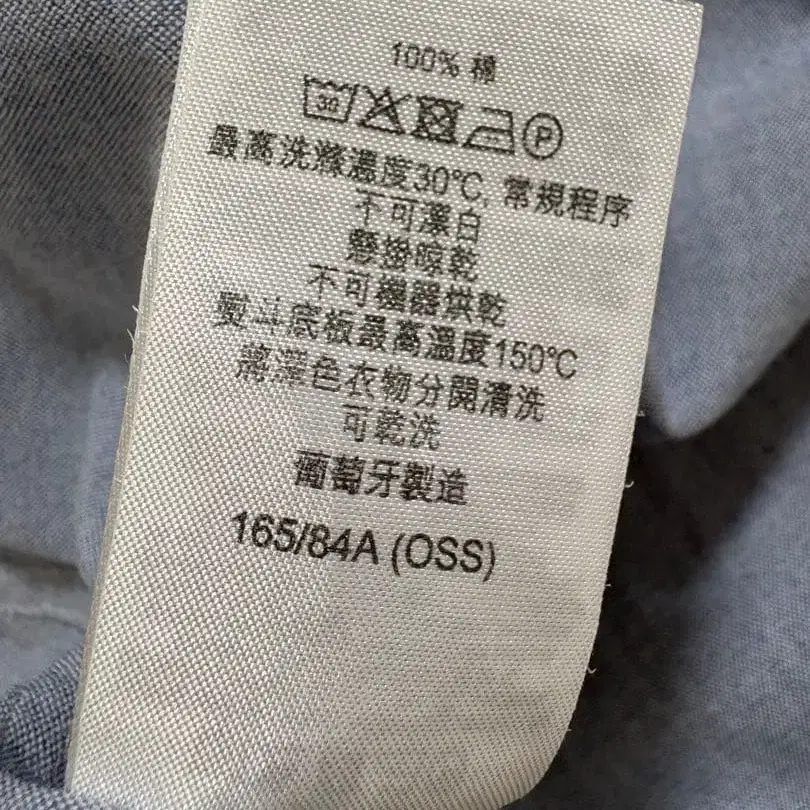 100% 棉
30 P
最高洗滌溫度30℃, 常規程序
不可漂白
懸掛晾乾
不可機器烘乾
熨斗底板最高溫度150℃
將深色衣物分開清洗
可乾洗
葡萄牙製造
165/84A (OSS)